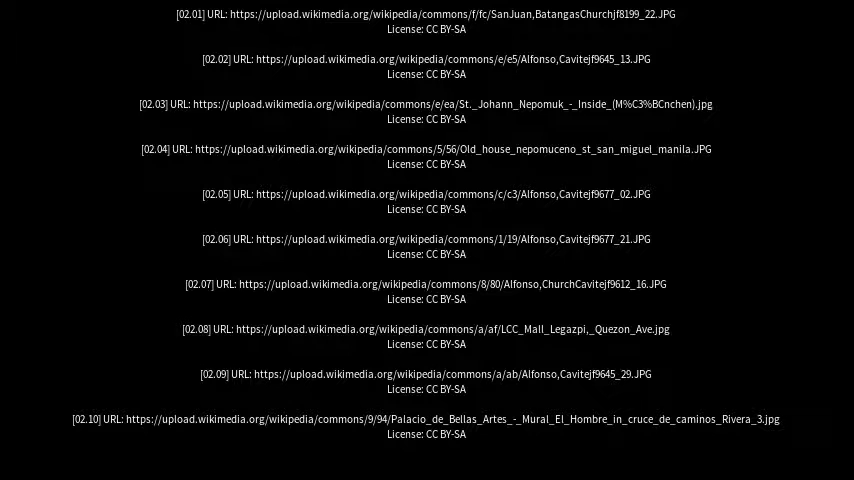 [02.01] URL: https://upload.wikimedia.org/wikipedia/commons/f/fc/SanJuan,BatangasChurchjf8199_22.JPG
License: CC BY-SA
[02.02] URL: https://upload.wikimedia.org/wikipedia/commons/e/e5/Alfonso,Cavitejf9645_13.JPG
License: CC BY-SA
[02.03] URL: https://upload.wikimedia.org/wikipedia/commons/e/ea/St._Johann_Nepomuk_-_Inside_(M%C3%BCnchen).jpg
License: CC BY-SA
[02.04] URL: https://upload.wikimedia.org/wikipedia/commons/5/56/Old_house_nepomuceno_st_san_miguel_manila.JPG
License: CC BY-SA
[02.05] URL: https://upload.wikimedia.org/wikipedia/commons/c/c3/Alfonso,Cavitejf9677_02.JPG
License: CC BY-SA
[02.06] URL: https://upload.wikimedia.org/wikipedia/commons/1/19/Alfonso,Cavitejf9677_21.JPG
License: CC BY-SA
[02.07] URL: https://upload.wikimedia.org/wikipedia/commons/8/80/Alfonso,ChurchCavitejf9612_16.JPG
License: CC BY-SA
[02.08] URL: https://upload.wikimedia.org/wikipedia/commons/a/af/LCC_Mall_Legazpi,_Quezon_Ave.jpg
License: CC BY-SA
[02.09] URL: https://upload.wikimedia.org/wikipedia/commons/a/ab/Alfonso,Cavitejf9645_29.JPG
License: CC BY-SA
[02.10] URL: https://upload.wikimedia.org/wikipedia/commons/9/94/Palacio_de_Bellas_Artes_-_Mural_El_Hombre_in_cruce_de_caminos_Rivera_3.jpg
License: CC BY-SA